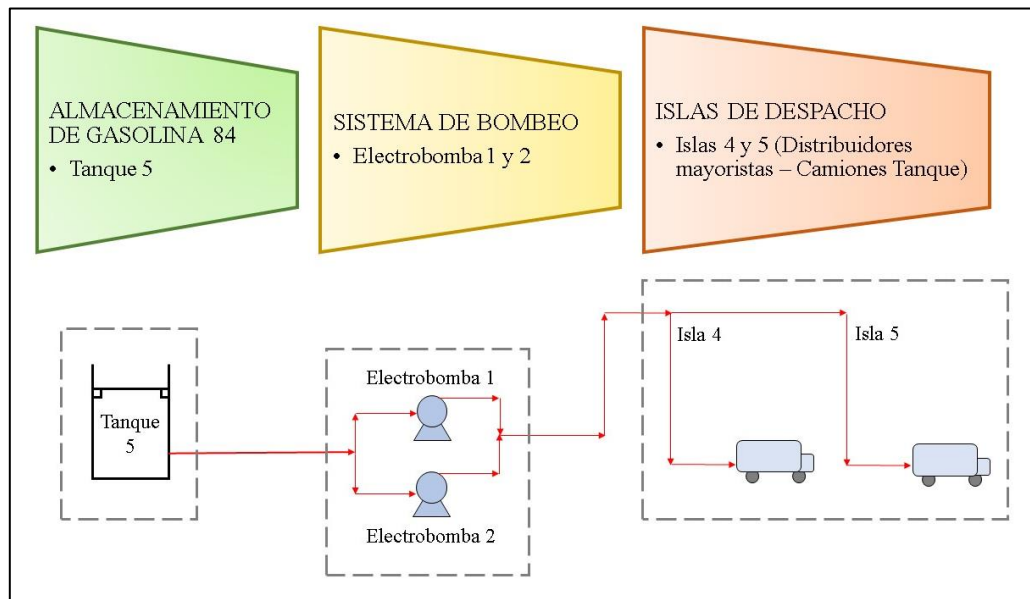 ALMACENAMIENTO
DE GASOLINA 84
• Tanque 5
SISTEMA DE BOMBEO
• Electrobomba 1 y 2
ISLAS DE DESPACHO
• Islas 4 y 5 (Distribuidores
mayoristas – Camiones Tanque)
Tanque
5
Electrobomba 1
Electrobomba 2
Isla 4
Isla 5